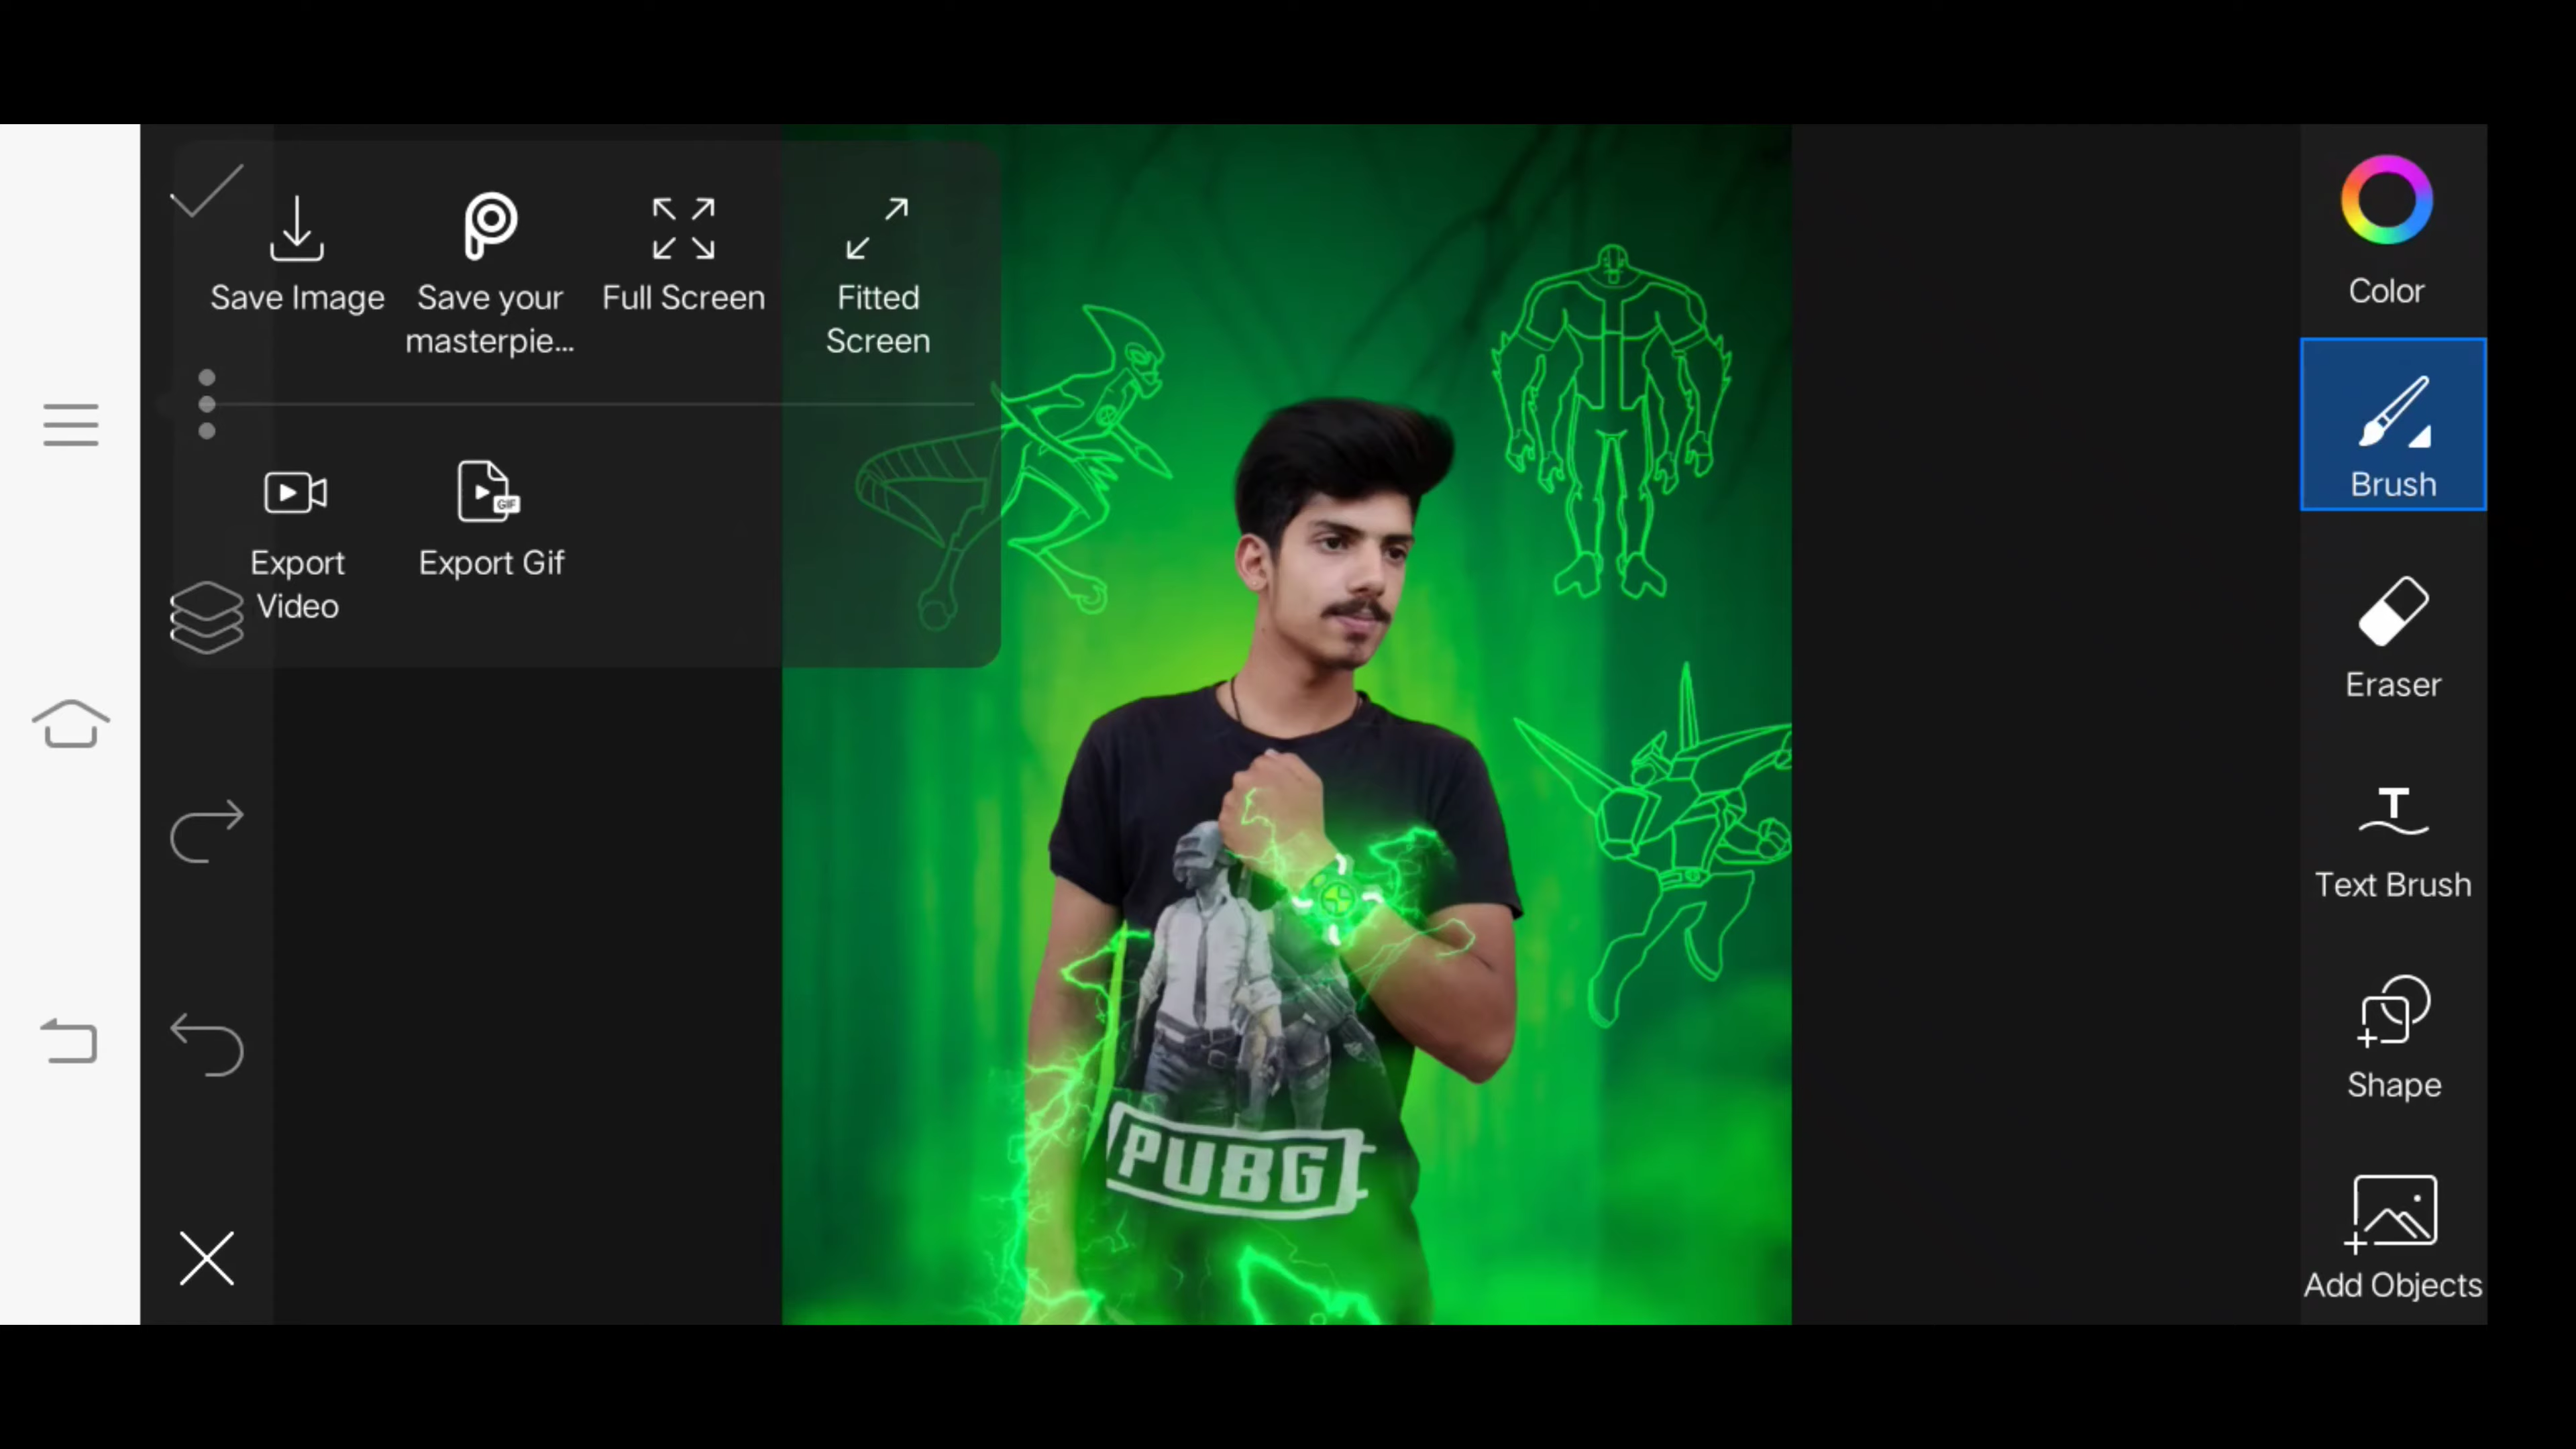 Save Image
Save your
masterpie...
Full Screen
Fitted
Screen
Export
Video
Export Gif
GIF
PUBG
Color
Brush
Eraser
T
Text Brush
Shape
Add Objects